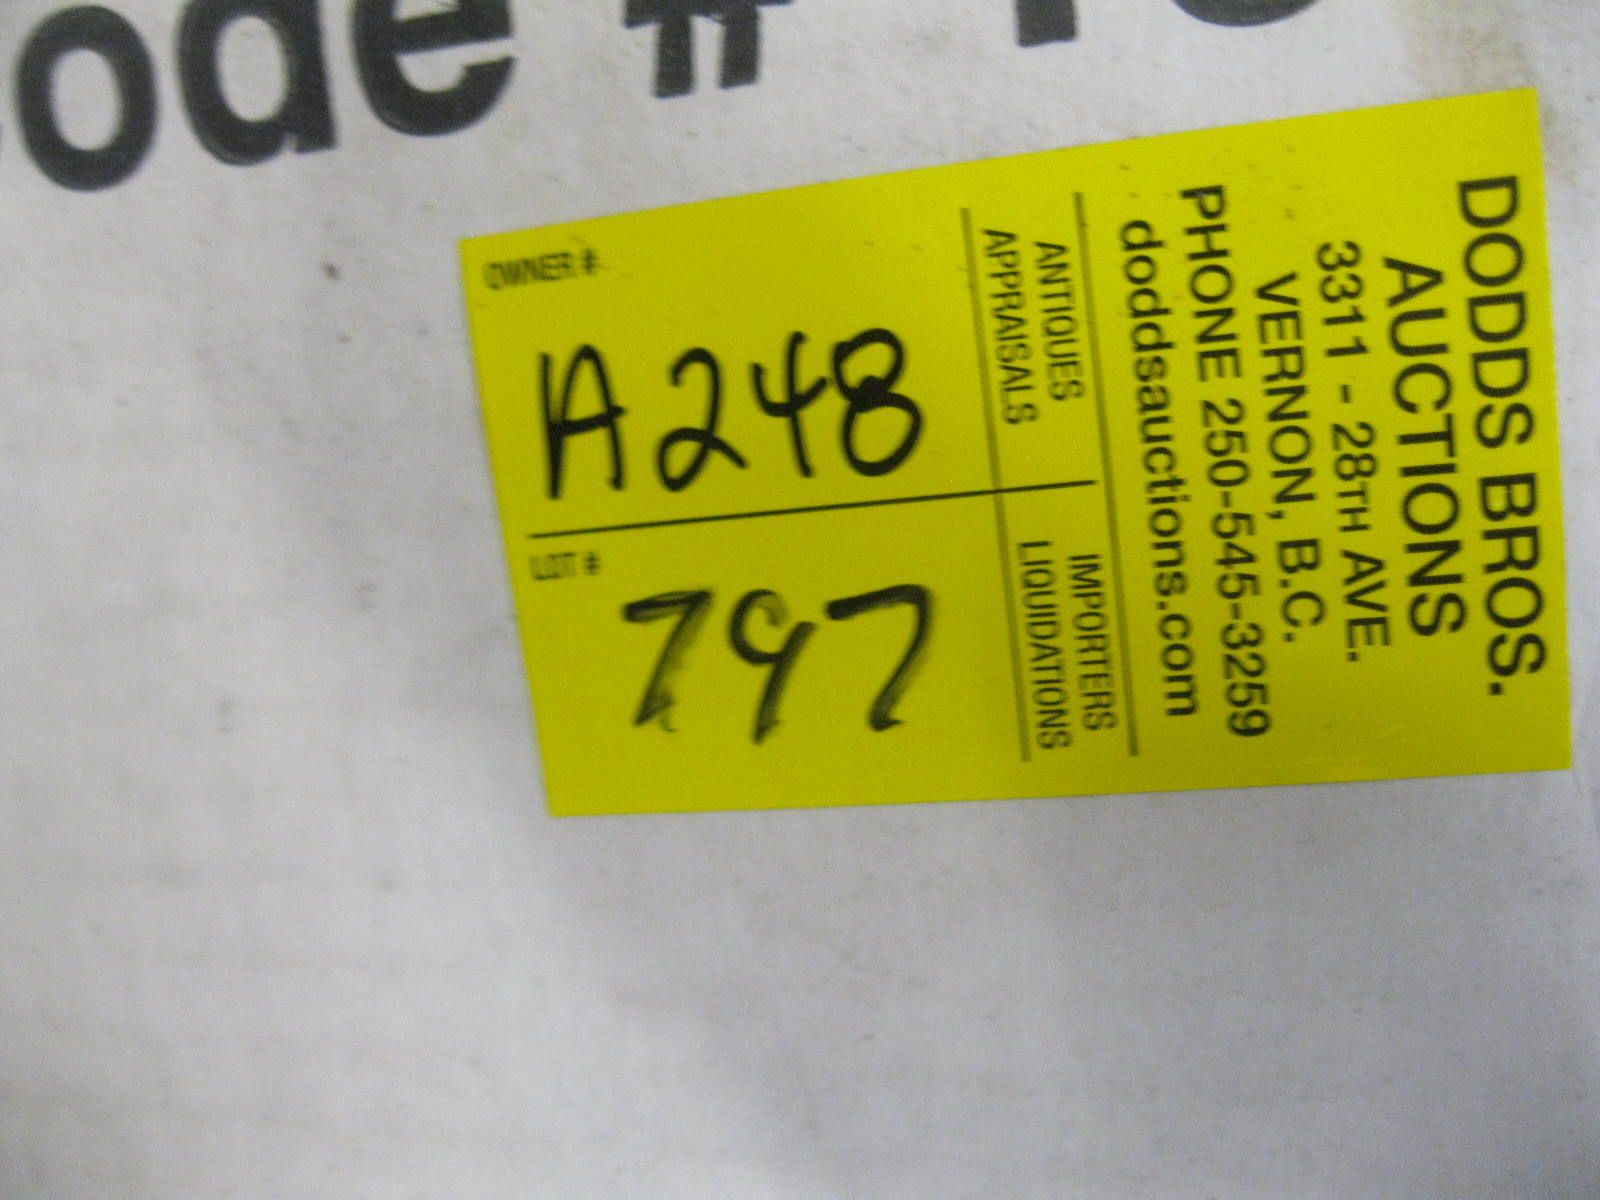 ode #
DODDS BROS.
AUCTIONS
3311 - 28TH AVE.
VERNON, B.C.
PHONE 250-545-3259
doddsauctions.com
ANTIQUES IMPORTERS
APPRAISALS LIQUIDATIONS
OWNER #
A248
LOT #
797